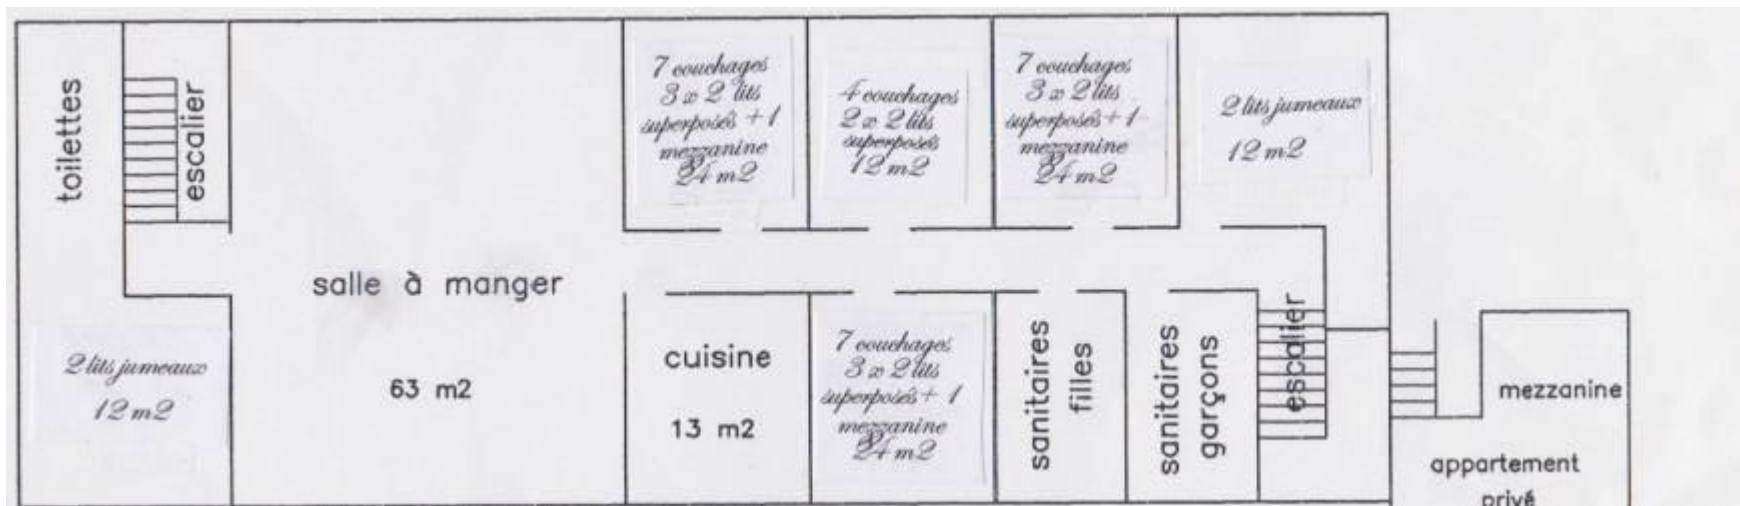 toilettes
escalier
7 couchages
3 x 2 lits
superposés + 1
mezzanine
24 m2
4 couchages
2 x 2 lits
superposés
12 m2
7 couchages
3 x 2 lits
superposés + 1
mezzanine
24 m2
2 lits jumeaux
12 m2
salle à manger
63 m2
2 lits jumeaux
12 m2
cuisine
13 m2
7 couchages
3 x 2 lits
superposés + 1
mezzanine
24 m2
sanitaires
filles
sanitaires
garçons
escalier
mezzanine
appartement
privé